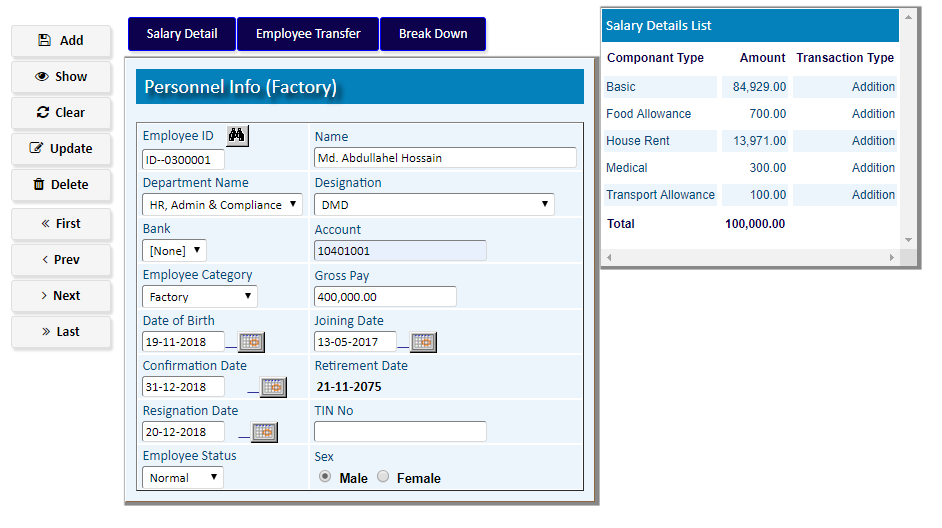 Add
Show
Clear
Update
Delete
« First
‹ Prev
› Next
» Last
Salary Detail Employee Transfer Break Down
Personnel Info (Factory)
Employee ID Name
ID--0300001 Md. Abdullahel Hossain
Department Name Designation
HR, Admin & Compliance DMD
Bank Account
[None] 10401001
Employee Category Gross Pay
Factory 400,000.00
Date of Birth Joining Date
19-11-2018 13-05-2017
Confirmation Date Retirement Date
31-12-2018 21-11-2075
Resignation Date TIN No
20-12-2018
Employee Status Sex
Normal Male Female
Salary Details List
Componant Type Amount Transaction Type
Basic 84,929.00 Addition
Food Allowance 700.00 Addition
House Rent 13,971.00 Addition
Medical 300.00 Addition
Transport Allowance 100.00 Addition
Total 100,000.00